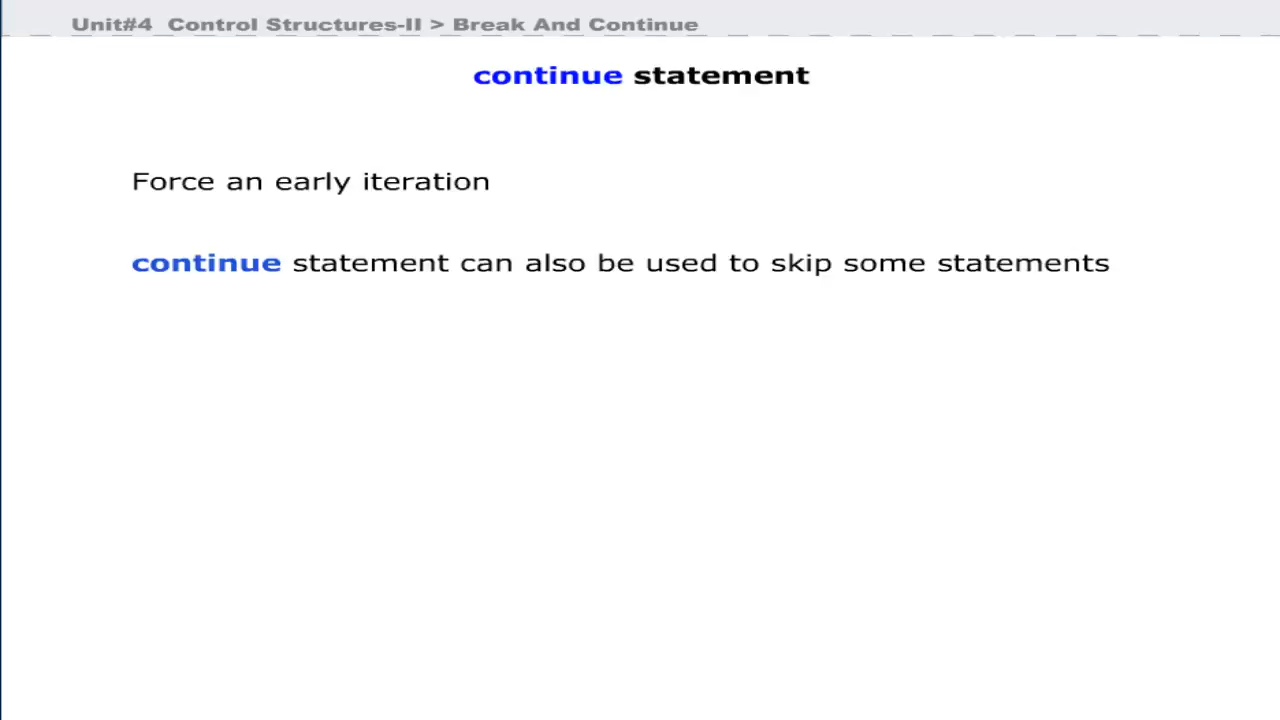 Unit#4 Control Structures-II > Break And Continue
continue statement
Force an early iteration
continue statement can also be used to skip some statements